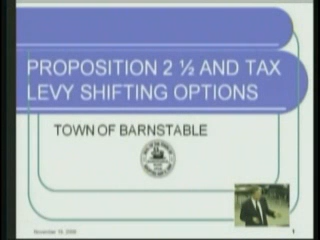 PROPOSITION 2 ½ AND TAX
LEVY SHIFTING OPTIONS
TOWN OF BARNSTABLE
1